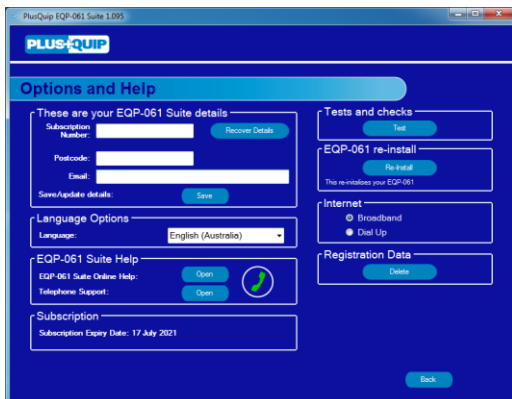 PlusQuip EQP-061 Suite 1.095
PLUS QUIP
Options and Help
These are your EQP-061 Suite details
Subscription
Number:
Recover Details
Postcode:
Email:
Save/update details:
Save
Language Options
Language:
English (Australia)
EQP-061 Suite Help
EQP-061 Suite Online Help:
Open
Telephone Support:
Open
Subscription
Subscription Expiry Date: 17 July 2021
Tests and checks
Test
EQP-061 re-install
Re-Install
This re-initalises your EQP-061
Internet
Broadband
Dial Up
Registration Data
Delete
Back